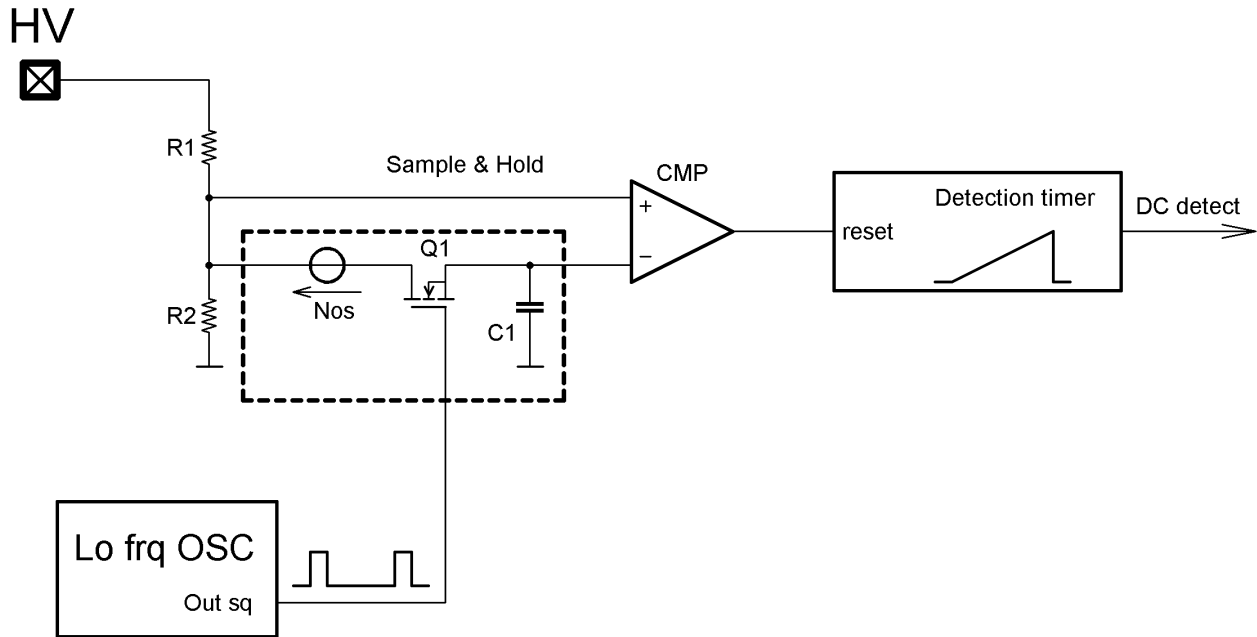 HV
R1
Sample & Hold
CMP
+
Detection timer
DC detect
reset
Q1
−
Nos
R2
C1
Lo frq OSC
Out sq